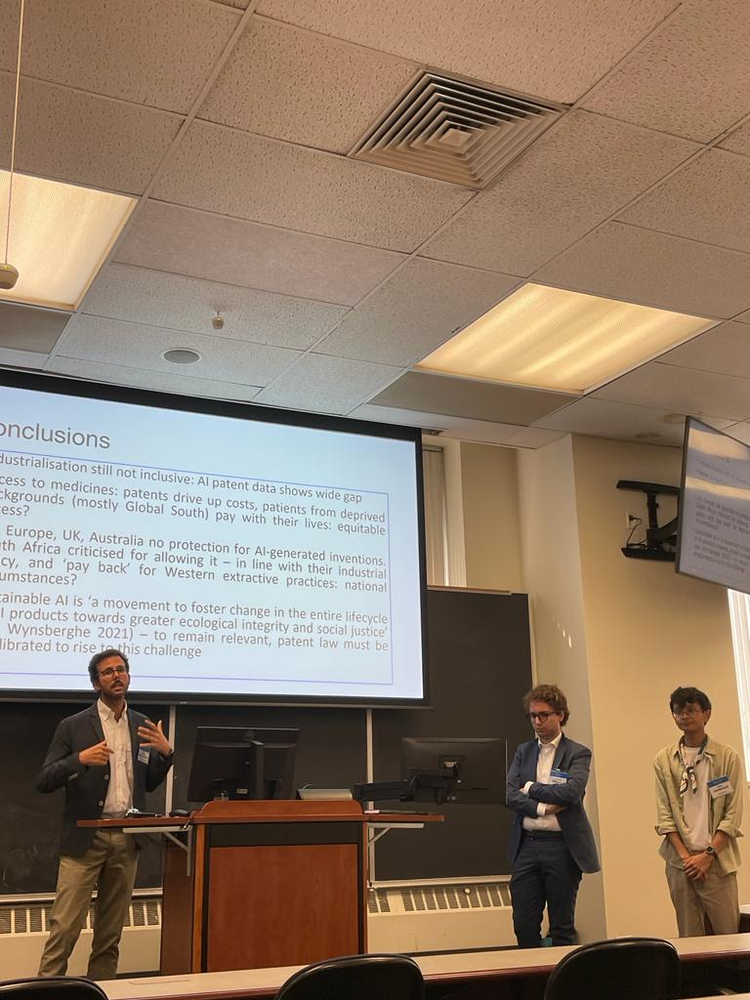 onclusions
dustrialisation still not inclusive: AI patent data shows wide gap
cess to medicines: patents drive up costs, patients from deprived
ckgrounds (mostly Global South) pay with their lives: equitable
cess?
Europe, UK, Australia no protection for AI-generated inventions.
uth Africa criticised for allowing it – in line with their industrial
cy, and 'pay back' for Western extractive practices: national
cumstances?
tainable AI is 'a movement to foster change in the entire lifecycle
I products towards greater ecological integrity and social justice'
Wynsberghe 2021) – to remain relevant, patent law must be
librated to rise to this challenge